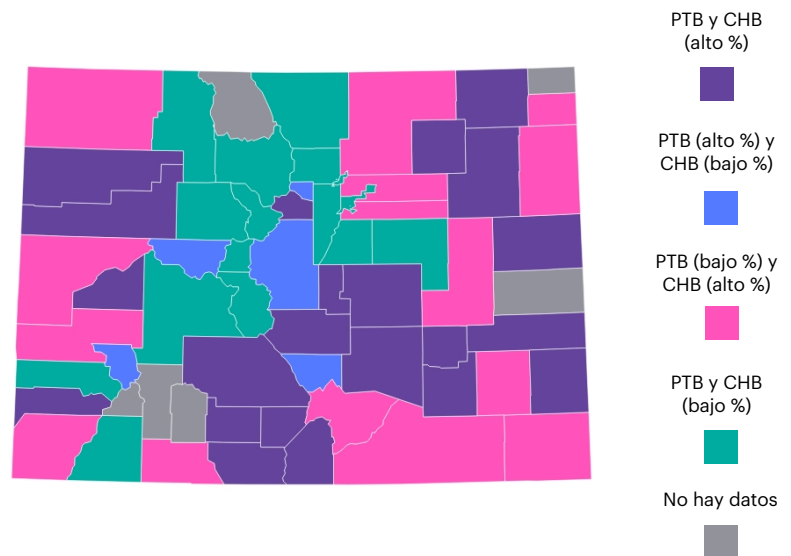 PTB y CHB
(alto %)
PTB (alto %) y
CHB (bajo %)
PTB (bajo %) y
CHB (alto %)
PTB y CHB
(bajo %)
No hay datos